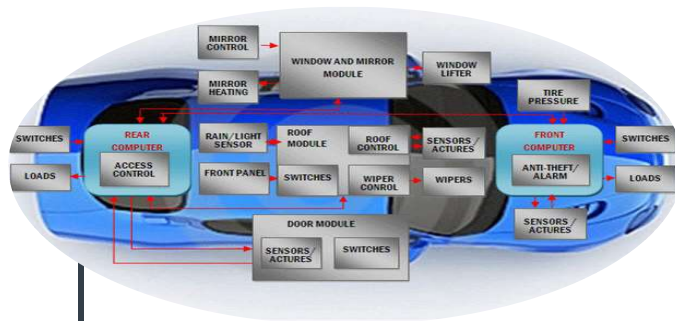 MIRROR
CONTROL
WINDOW AND MIRROR
MODULE
WINDOW
LIFTER
MIRROR
HEATING
TIRE
PRESSURE
SWITCHES
REAR
COMPUTER
RAIN/LIGHT
SENSOR
ROOF
MODULE
ROOF
CONTROL
SENSORS/
ACTURES
FRONT
COMPUTER
SWITCHES
ACCESS
CONTROL
LOADS
FRONT PANEL
SWITCHES
WIPER
CONROL
WIPERS
ANTI-THEFT/
ALARM
LOADS
SENSORS/
ACTURES
DOOR MODULE
SENSORS/
ACTURES
SWITCHES